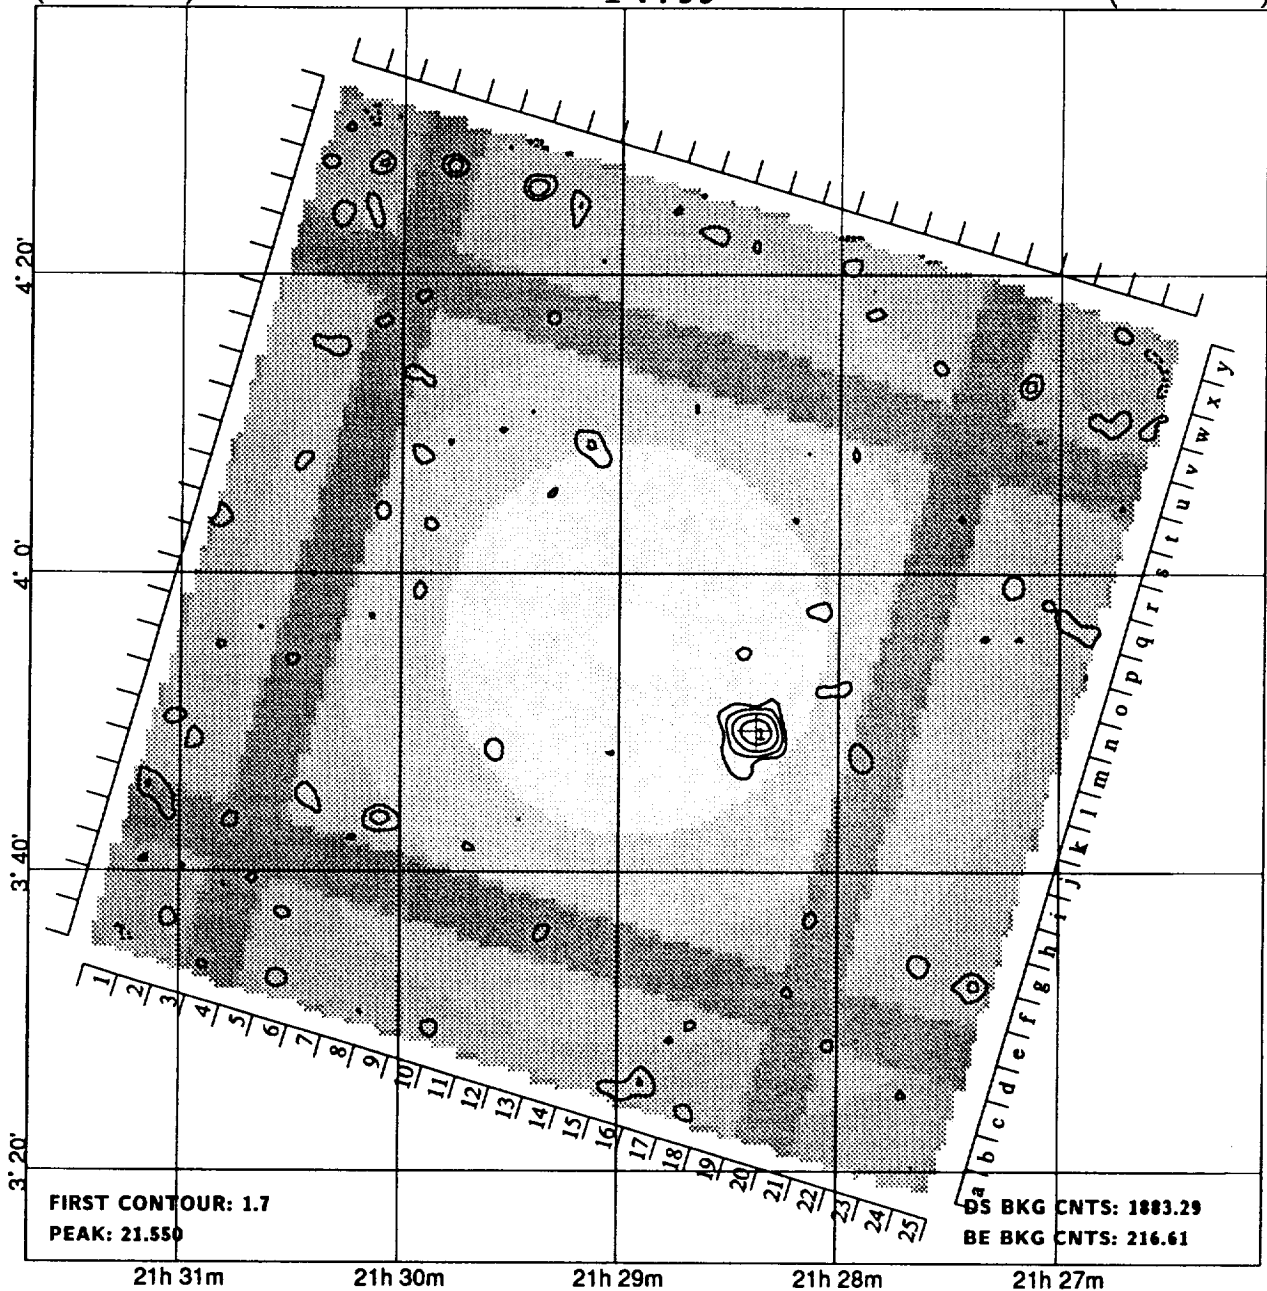 4° 20'
4° 0'
3° 40'
3° 20'
y
x
w
v
u
t
s
r
q
p
o
n
m
l
k
j
i
h
g
f
e
d
c
b
a
1
1 2 3 4 5 6 7 8 9 10 11 12 13 14 15 16 17 18 19 20 21 22 23 24 25
FIRST CONTOUR: 1.7
PEAK: 21.550
DS BKG CNTS: 1883.29
BE BKG CNTS: 216.61
21h 31m 21h 30m 21h 29m 21h 28m 21h 27m